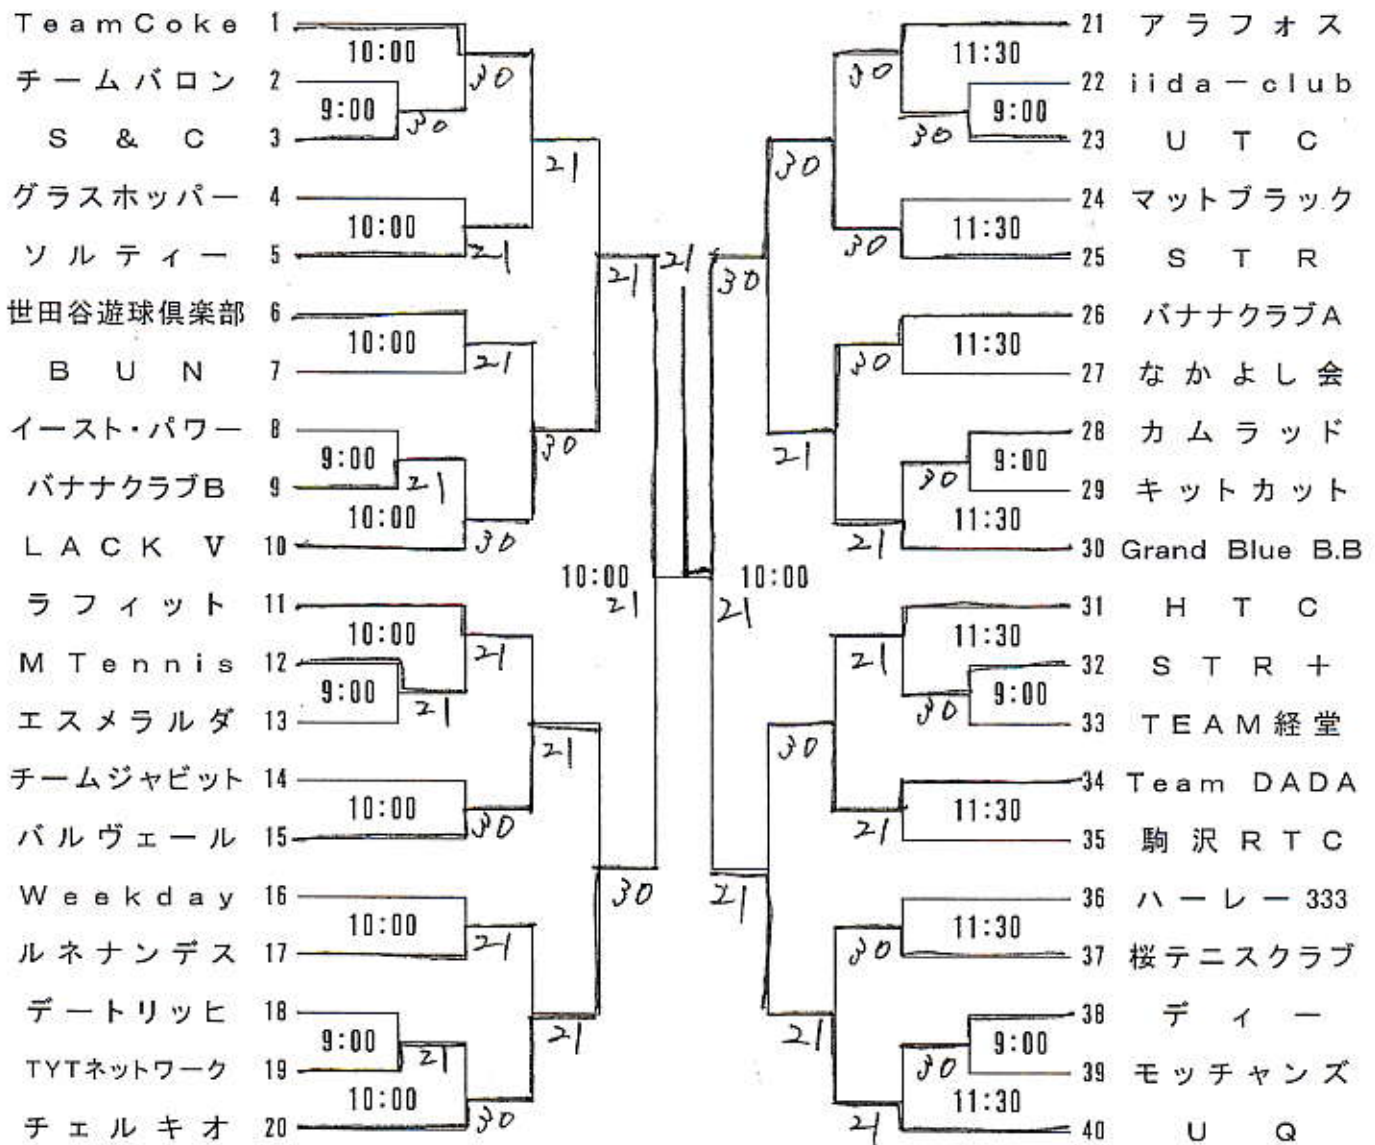 TeamCoke 1
10:00
30
チームバロン 2
9:00
30
S & C 3
21
グラスホッパー 4
10:00
21
ソルティー 5
21
世田谷遊球倶楽部 6
10:00
21
B U N 7
イースト・パワー 8
30
9:00
21
バナナクラブB 9
10:00
30
LACK V 10
10:00
21
ラフィット 11
10:00
21
M Tennis 12
9:00
21
エスメラルダ 13
21
チームジャビット 14
10:00
30
バルヴェール 15
30
Weekday 16
10:00
21
ルネナンデス 17
デートリッヒ 18
21
9:00
21
TYTネットワーク 19
10:00
30
チェルキオ 20
21
21 アラフォス
30
11:30
22 iida-club
9:00
30
23 U T C
30
24 マットブラック
11:30
30
25 S T R
30
26 バナナクラブA
11:30
30
27 なかよし会
28 カムラッド
21
9:00
30
29 キットカット
11:30
21
30 Grand Blue B.B
10:00
21
31 H T C
11:30
21
32 S T R +
9:00
30
33 TEAM経堂
30
34 Team DADA
11:30
21
35 駒沢RTC
21
36 ハーレー333
11:30
30
37 桜テニスクラブ
38 ディー
21
9:00
30
39 モッチャンズ
11:30
21
40 U Q